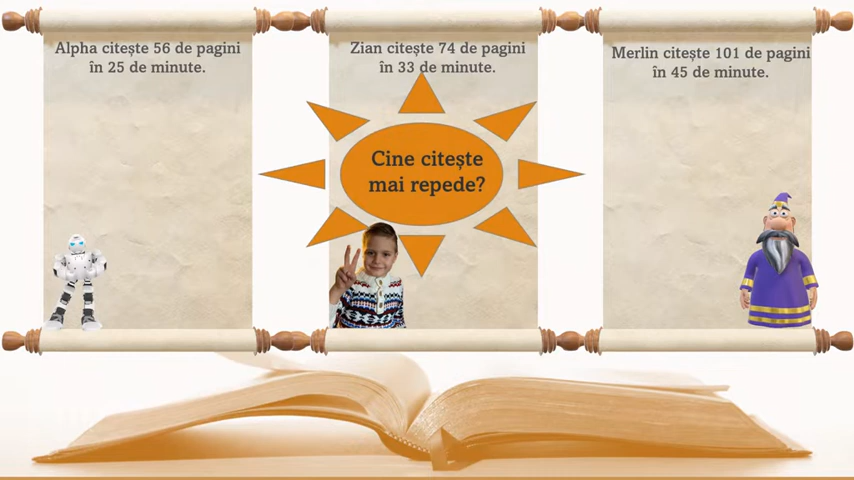 Alpha citește 56 de pagini
în 25 de minute.
Zian citește 74 de pagini
în 33 de minute.
Merlin citește 101 de pagini
în 45 de minute.
Cine citește
mai repede?